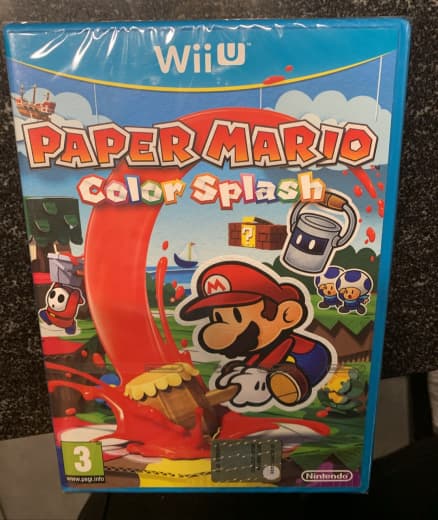 WiiU
PAPER MARIO
Color Splash
?
3
www.pegi.info
Nintendo